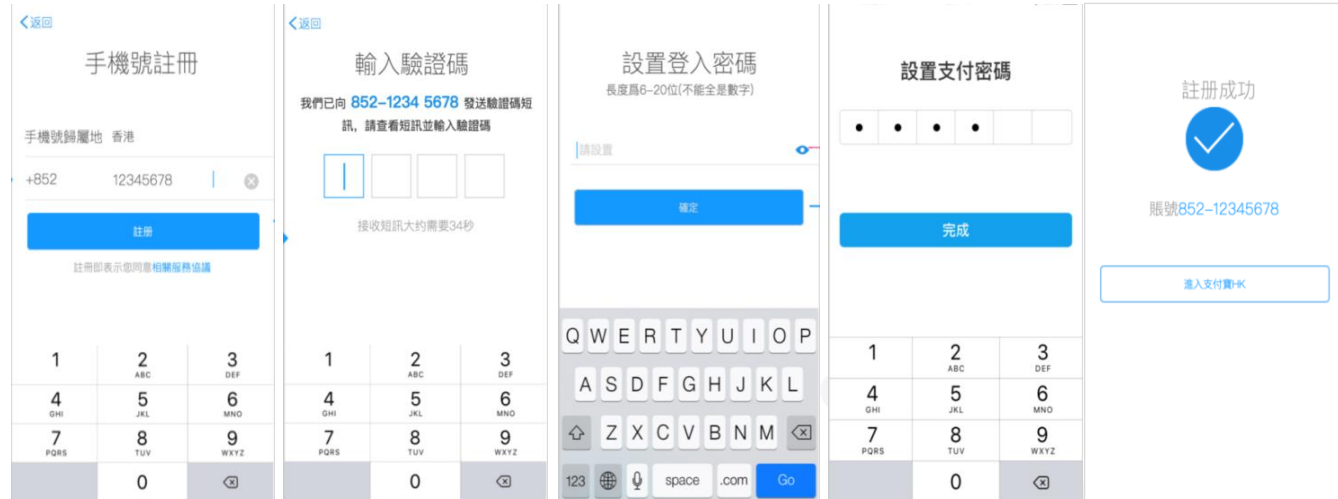 返回
手機號註冊
手機號歸屬地 香港
+852 12345678
註册
註冊即表示您同意相關服務協議
1 2 3
ABC DEF
4 5 6
GHI JKL MNO
7 8 9
PQRS TUV WXYZ
0
返回
輸入驗證碼
我們已向 852-1234 5678 發送驗證碼短
訊，請查看短訊並輸入驗證碼
接收短訊大约需要34秒
1 2 3
ABC DEF
4 5 6
GHI JKL MNO
7 8 9
PQRS TUV WXYZ
0
設置登入密碼
長度爲6-20位(不能全是數字)
請設置
確定
Q W E R T Y U I O P
A S D F G H J K L
Z X C V B N M
123 space .com Go
設置支付密碼
完成
1 2 3
ABC DEF
4 5 6
GHI JKL MNO
7 8 9
PQRS TUV WXYZ
0
註册成功
賬號852-12345678
進入支付寶HK